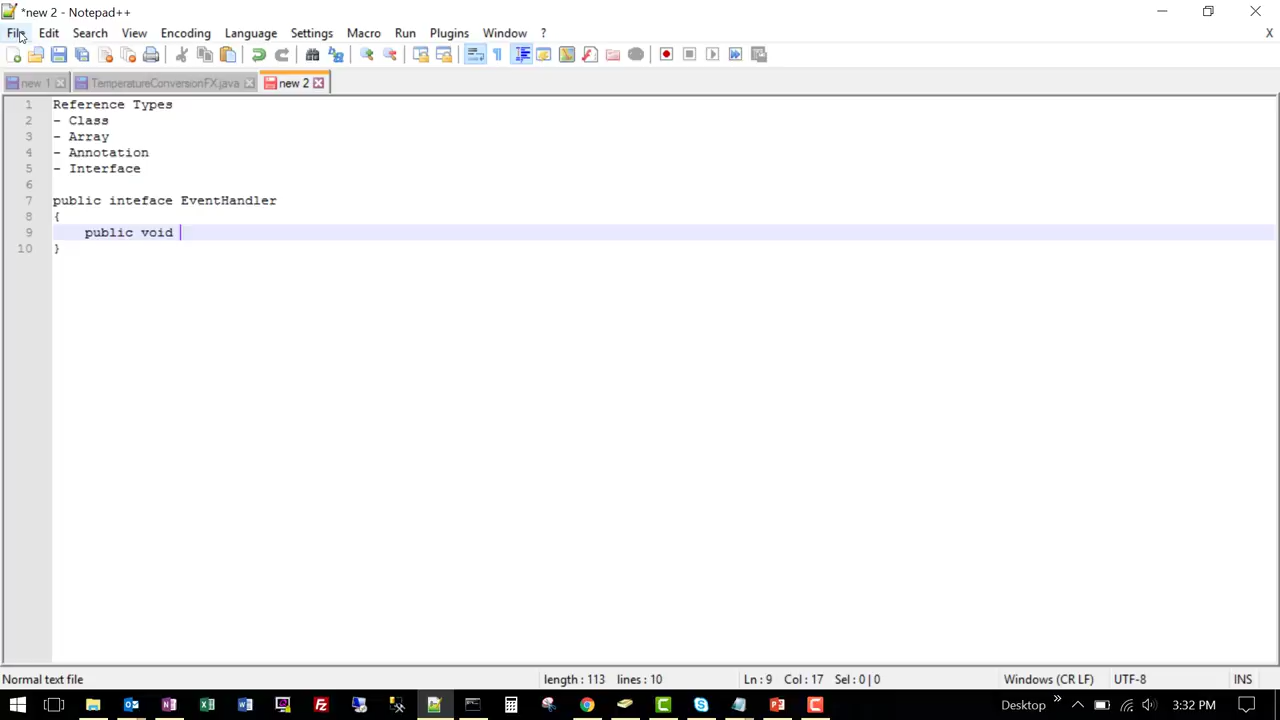 *new 2 - Notepad++
File Edit Search View Encoding Language Settings Macro Run Plugins Window ? X
new 1 TemperatureConversionFX.java new 2
1 Reference Types
2 - Class
3 - Array
4 - Annotation
5 - Interface
6
7 public inteface EventHandler
8 {
9 public void
10 }
Normal text file length : 113 lines : 10 Ln : 9 Col : 17 Sel : 0 | 0 Windows (CR LF) UTF-8 INS
Desktop 3:32 PM